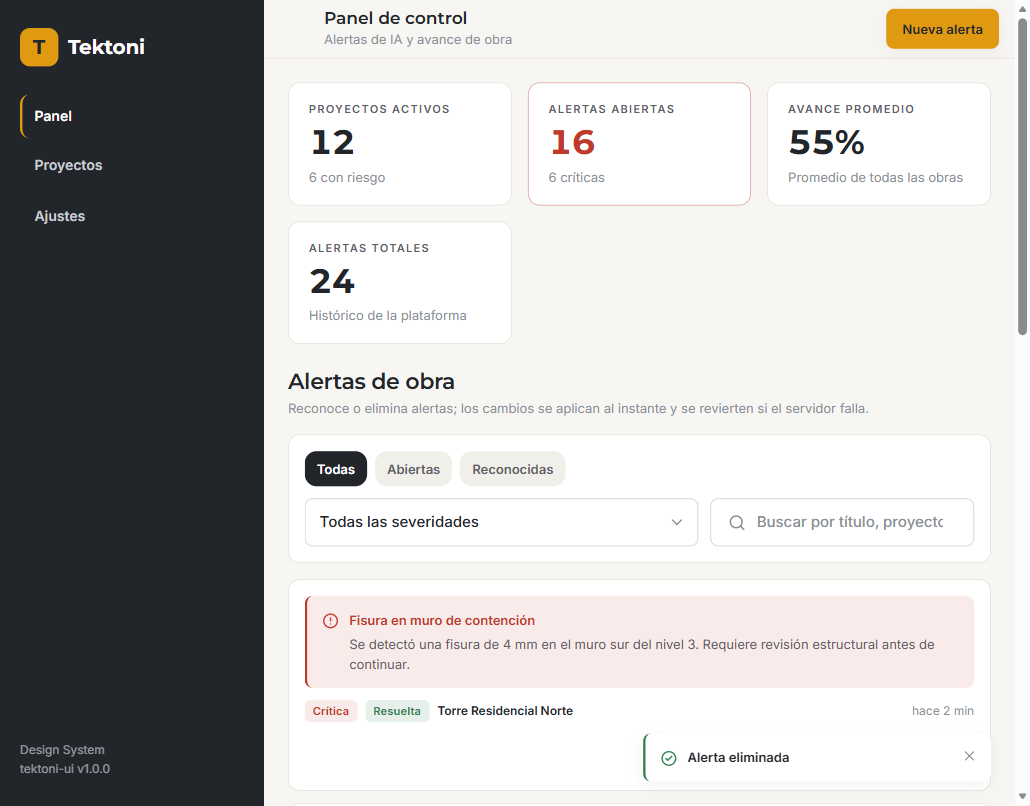 T Tektoni
Panel
Proyectos
Ajustes
Design System
tektoni-ui v1.0.0
Panel de control
Alertas de IA y avance de obra
Nueva alerta
PROYECTOS ACTIVOS
12
6 con riesgo
ALERTAS ABIERTAS
16
6 críticas
AVANCE PROMEDIO
55%
Promedio de todas las obras
ALERTAS TOTALES
24
Histórico de la plataforma
Alertas de obra
Reconoce o elimina alertas; los cambios se aplican al instante y se revierten si el servidor falla.
Todas Abiertas Reconocidas
Todas las severidades
Buscar por título, proyecto
Fisura en muro de contención
Se detectó una fisura de 4 mm en el muro sur del nivel 3. Requiere revisión estructural antes de
continuar.
Crítica Resuelta Torre Residencial Norte hace 2 min
Alerta eliminada